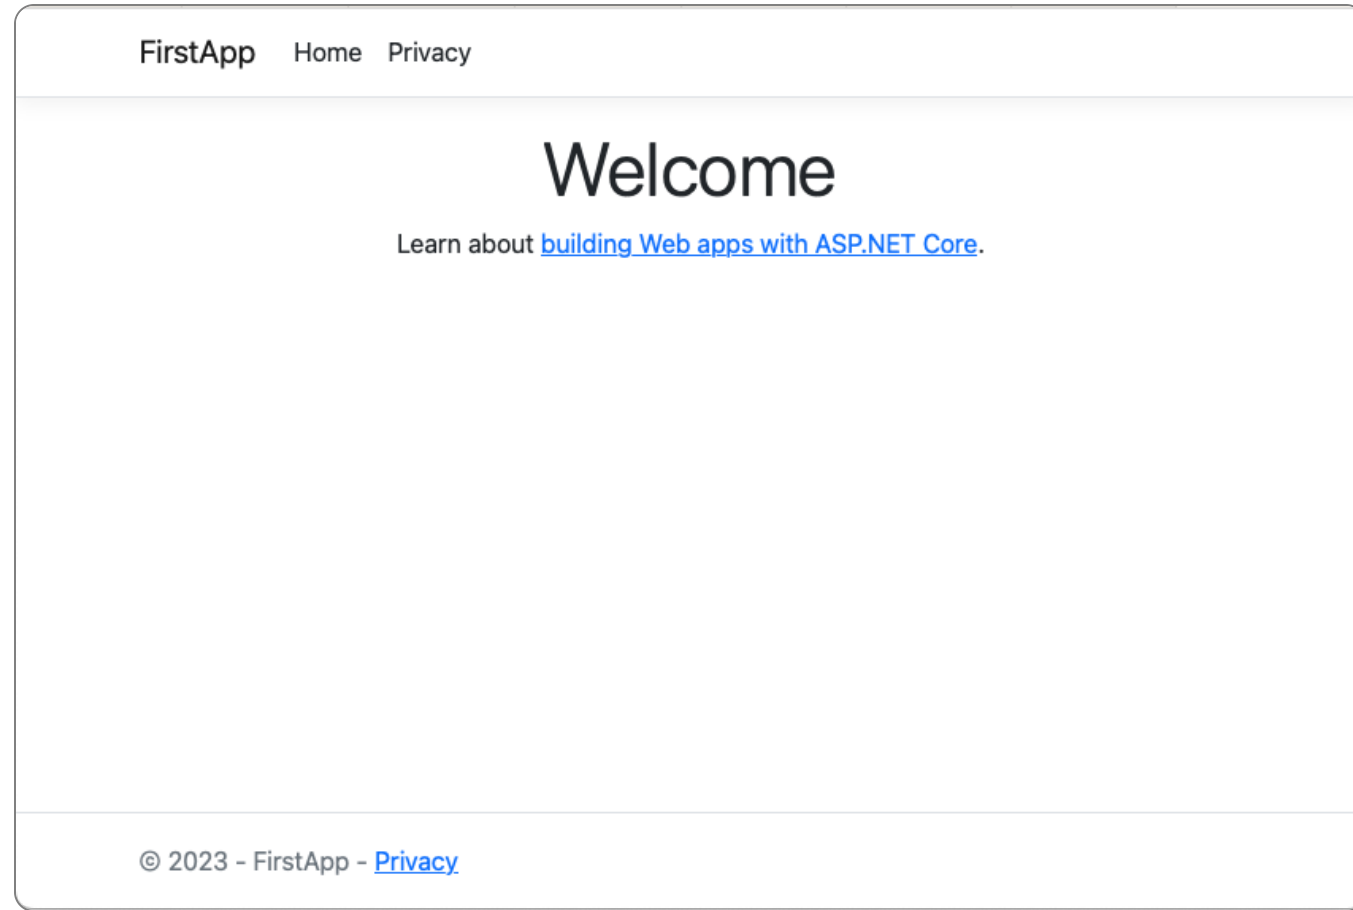 FirstApp Home Privacy
Welcome
Learn about building Web apps with ASP.NET Core.
© 2023 - FirstApp - Privacy